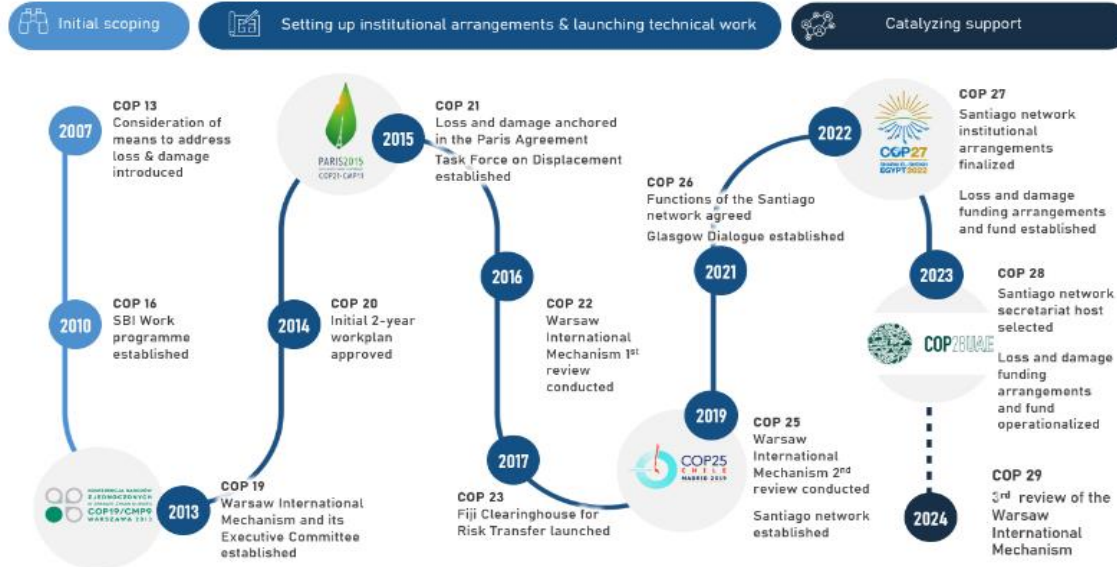 Initial scoping
Setting up institutional arrangements & launching technical work
Catalyzing support
2007
COP 13
Consideration of
means to address
loss & damage
introduced
2010
COP 16
SBI Work
programme
established
COP19/CMP9
WARSZAWA 2013
2013
COP 19
Warsaw International
Mechanism and its
Executive Committee
established
2014
COP 20
Initial 2-year
workplan
approved
PARIS2015
COP21·CMP11
2015
COP 21
Loss and damage anchored
in the Paris Agreement
Task Force on Displacement
established
2016
COP 22
Warsaw
International
Mechanism 1st
review
conducted
2017
COP 23
Fiji Clearinghouse for
Risk Transfer launched
COP25
CHILE
MADRID 2019
2019
COP 25
Warsaw
International
Mechanism 2nd
review conducted
Santiago network
established
COP 26
Functions of the Santiago
network agreed
Glasgow Dialogue established
2021
2022
COP27
EGYPT2022
COP 27
Santiago network
institutional
arrangements
finalized
Loss and damage
funding arrangements
and fund established
2023
COP28UAE
COP 28
Santiago network
secretariat host
selected
Loss and damage
funding
arrangements
and fund
operationalized
2024
COP 29
3rd review of the
Warsaw
International
Mechanism